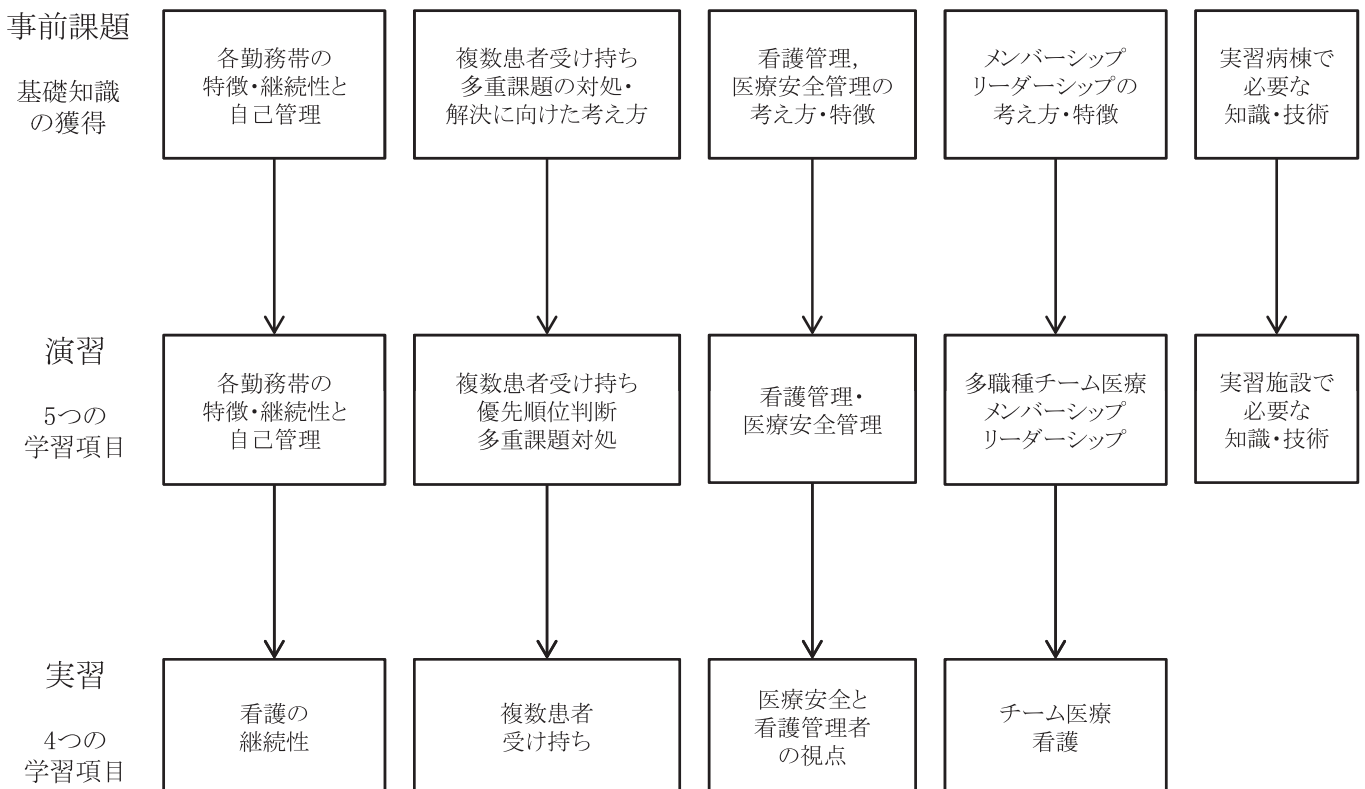 事前課題
基礎知識
の獲得
各勤務帯の
特徴・継続性と
自己管理
複数患者受け持ち
多重課題の対処・
解決に向けた考え方
看護管理,
医療安全管理の
考え方・特徴
メンバーシップ
リーダーシップの
考え方・特徴
実習病棟で
必要な
知識・技術
演習
5つの
学習項目
各勤務帯の
特徴・継続性と
自己管理
複数患者受け持ち
優先順位判断
多重課題対処
看護管理・
医療安全管理
多職種チーム医療
メンバーシップ
リーダーシップ
実習施設で
必要な
知識・技術
実習
4つの
学習項目
看護の
継続性
複数患者
受け持ち
医療安全と
看護管理者
の視点
チーム医療
看護